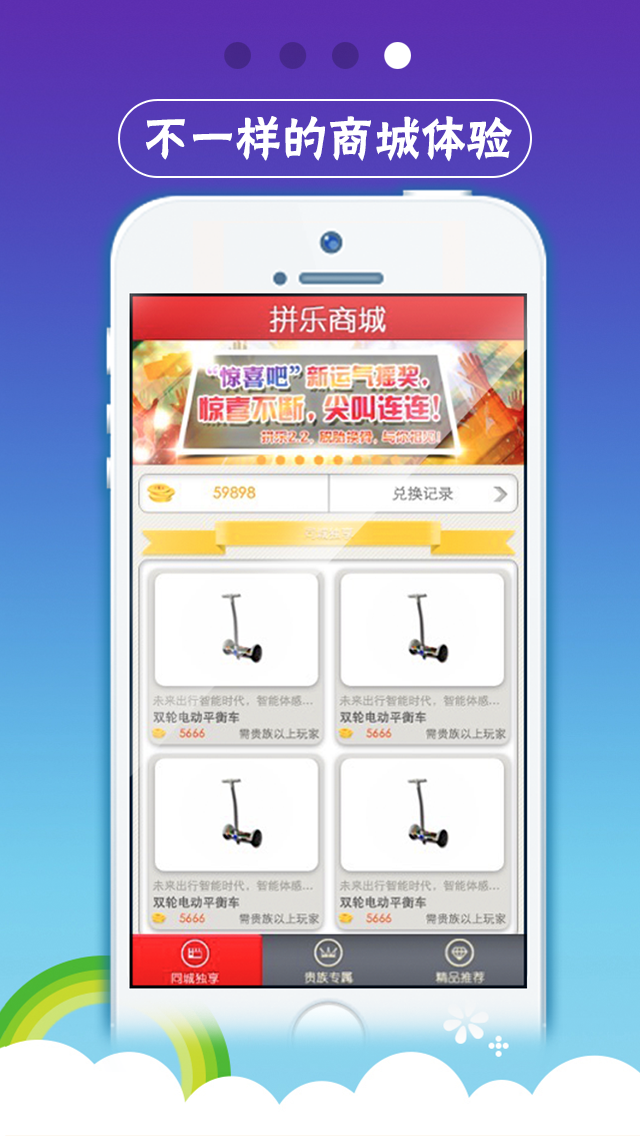 不一样的商城体验
拼乐商城
“惊喜吧”新运气摇奖，
惊喜不断，尖叫连连！
拼乐2.2，脱胎换骨，与你相见!
59898
兑换记录
未来出行智能时代，智能体感...
双轮电动平衡车
5666 需贵族以上玩家
未来出行智能时代，智能体感...
双轮电动平衡车
5666 需贵族以上玩家
未来出行智能时代，智能体感...
双轮电动平衡车
5666 需贵族以上玩家
未来出行智能时代，智能体感...
双轮电动平衡车
5666 需贵族以上玩家
同城独享
贵族专属
精品推荐